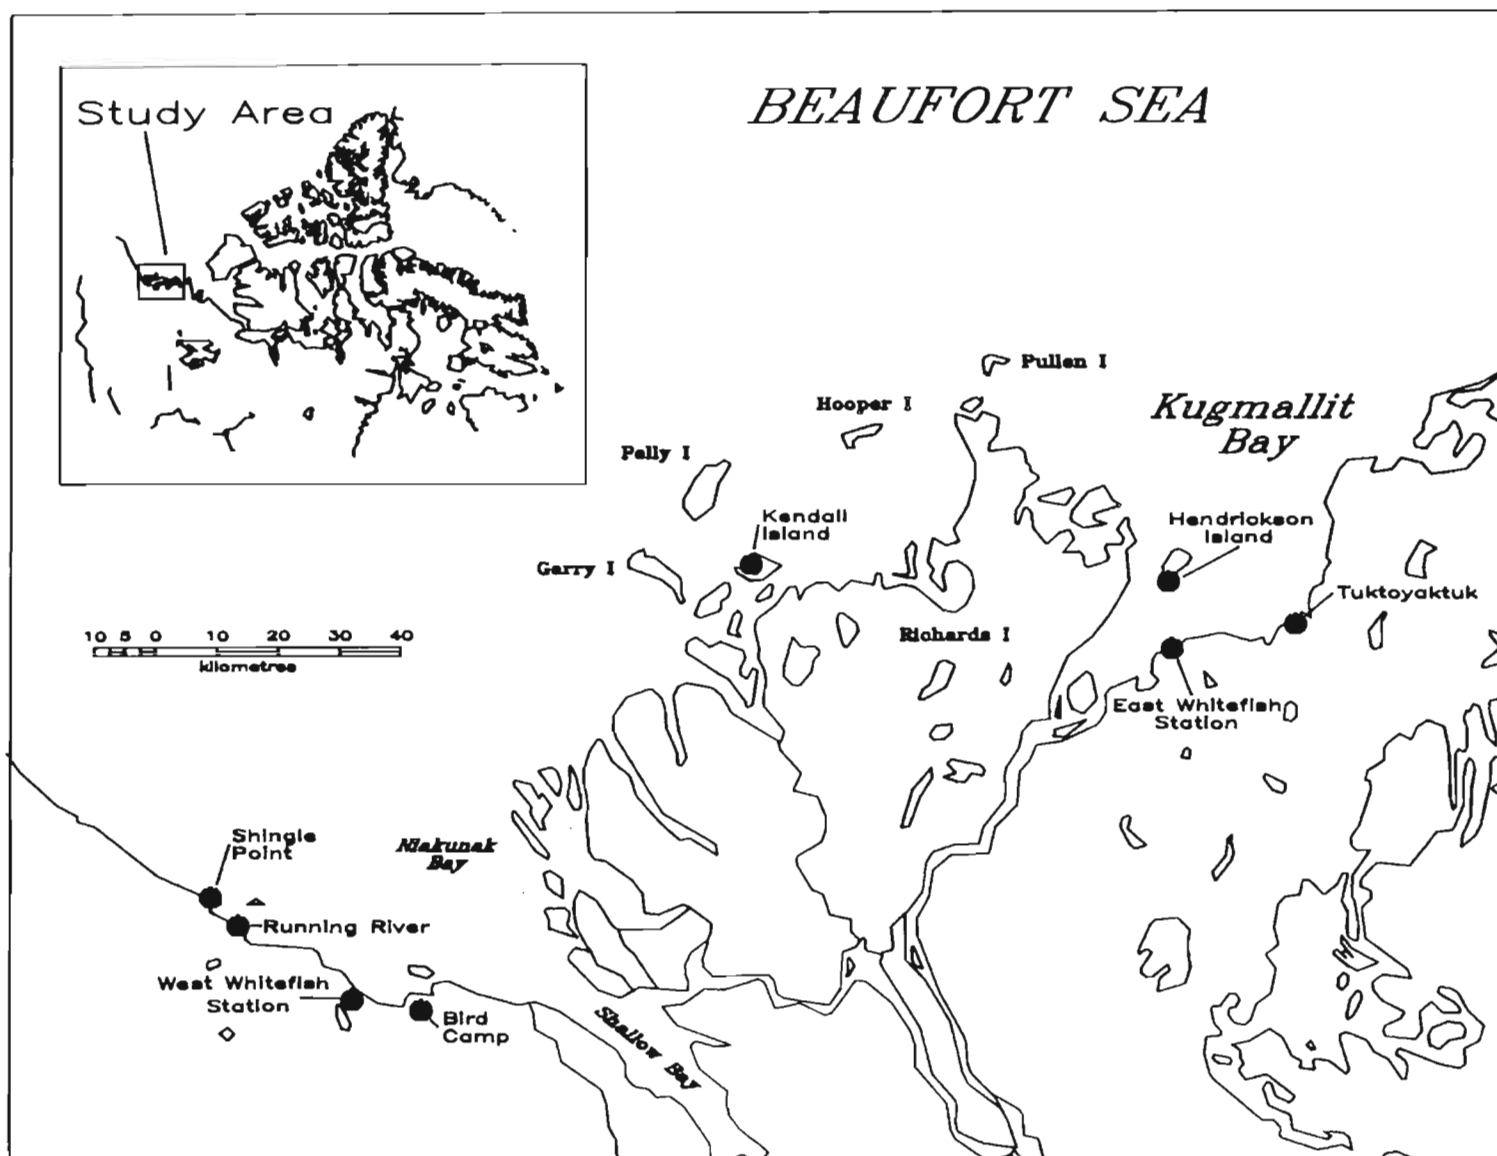 Study Area
BEAUFORT SEA
Pullen I
Hooper I
Kugmallit
Bay
Pelly I
Kendall
Island
Hendrickson
Island
Garry I
Tuktoyaktuk
10 5 0 10 20 30 40
kilometres
Richards I
East Whitefish
Station
Shingle
Point
Niakunak
Bay
Running River
West Whitefish
Station
Bird
Camp
Shallow Bay